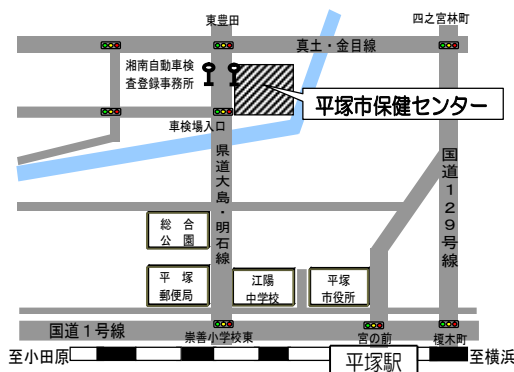 東豊田
四之宮林町
真土・金目線
湘南自動車検
査登録事務所
平塚市保健センター
車検場入口
県道大島・明石線
国道129号線
総合
公園
平塚
郵便局
江陽
中学校
平塚
市役所
国道1号線
崇善小学校東
宮の前
榎木町
至小田原
平塚駅
至横浜